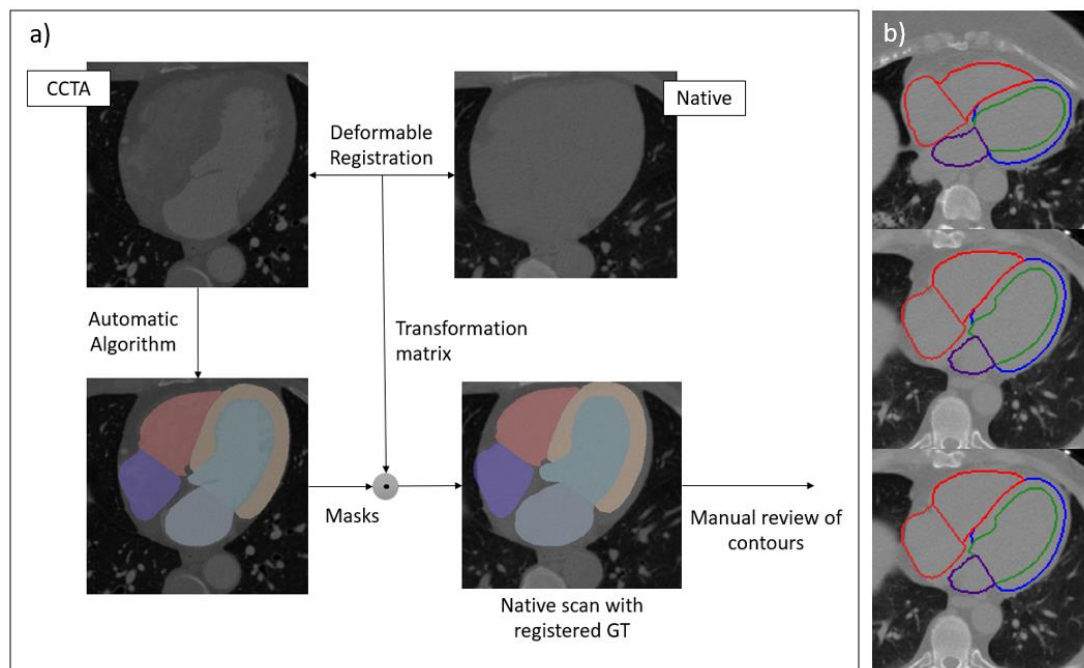 a)
CCTA
Native
Deformable
Registration
Automatic
Algorithm
Transformation
matrix
Masks
Manual review of
contours
Native scan with
registered GT
b)